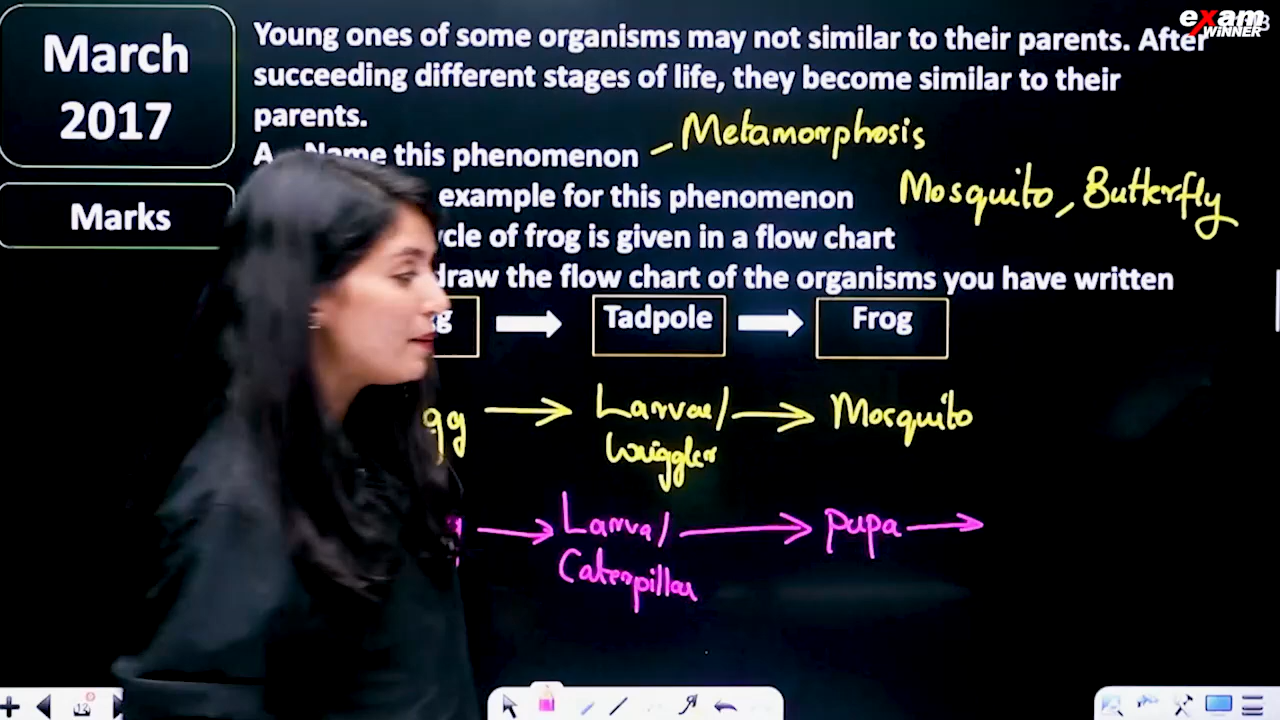 exam
WiNNER
March
2017
Marks
Young ones of some organisms may not similar to their parents. After
succeeding different stages of life, they become similar to their
parents.
A. Name this phenomenon – Metamorphosis
example for this phenomenon Mosquito, Butterfly
cycle of frog is given in a flow chart
draw the flow chart of the organisms you have written
Tadpole Frog
Larvae/ Mosquito
Wriggler
Larva/ pupa
Caterpillar